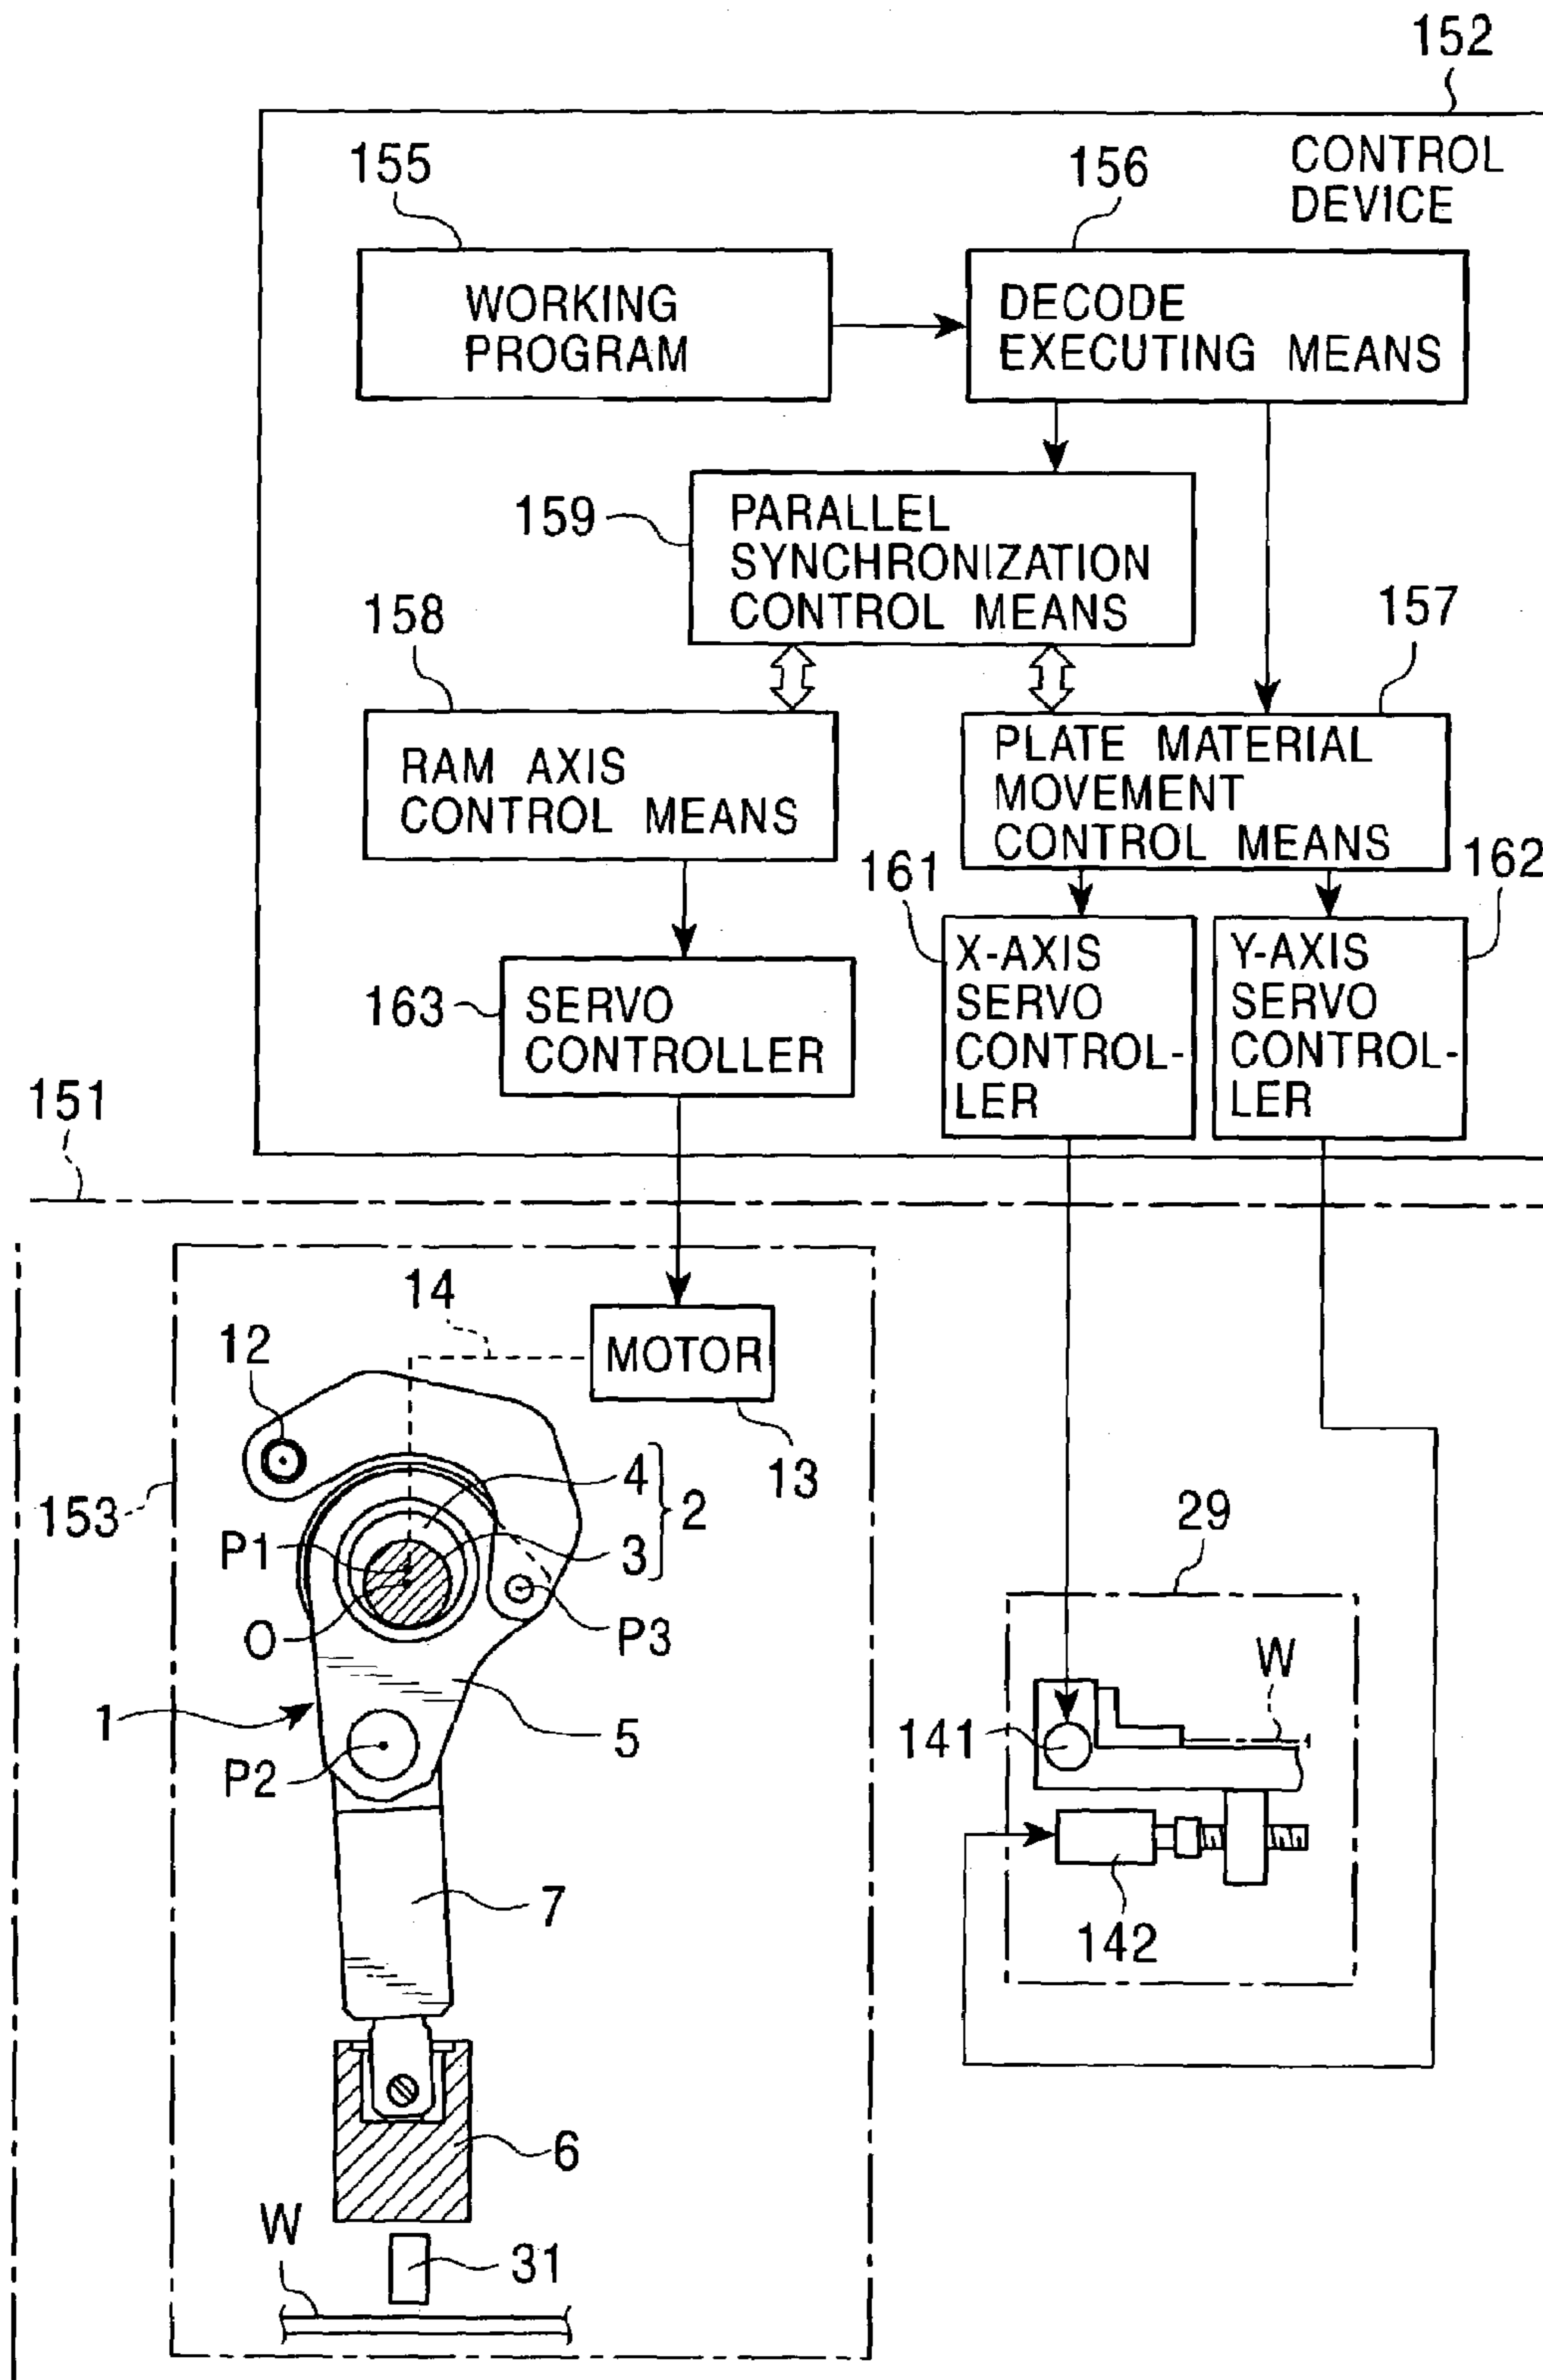 152
CONTROL
DEVICE
155
156
WORKING
PROGRAM
DECODE
EXECUTING MEANS
159
PARALLEL
SYNCHRONIZATION
CONTROL MEANS
158
157
RAM AXIS
CONTROL MEANS
PLATE MATERIAL
MOVEMENT
CONTROL MEANS
161
162
163
SERVO
CONTROLLER
X-AXIS
SERVO
CONTROL-
LER
Y-AXIS
SERVO
CONTROL-
LER
151
14
MOTOR
12
13
153
4
2
3
P1
O
P3
29
W
1
5
141
P2
7
142
6
W
31